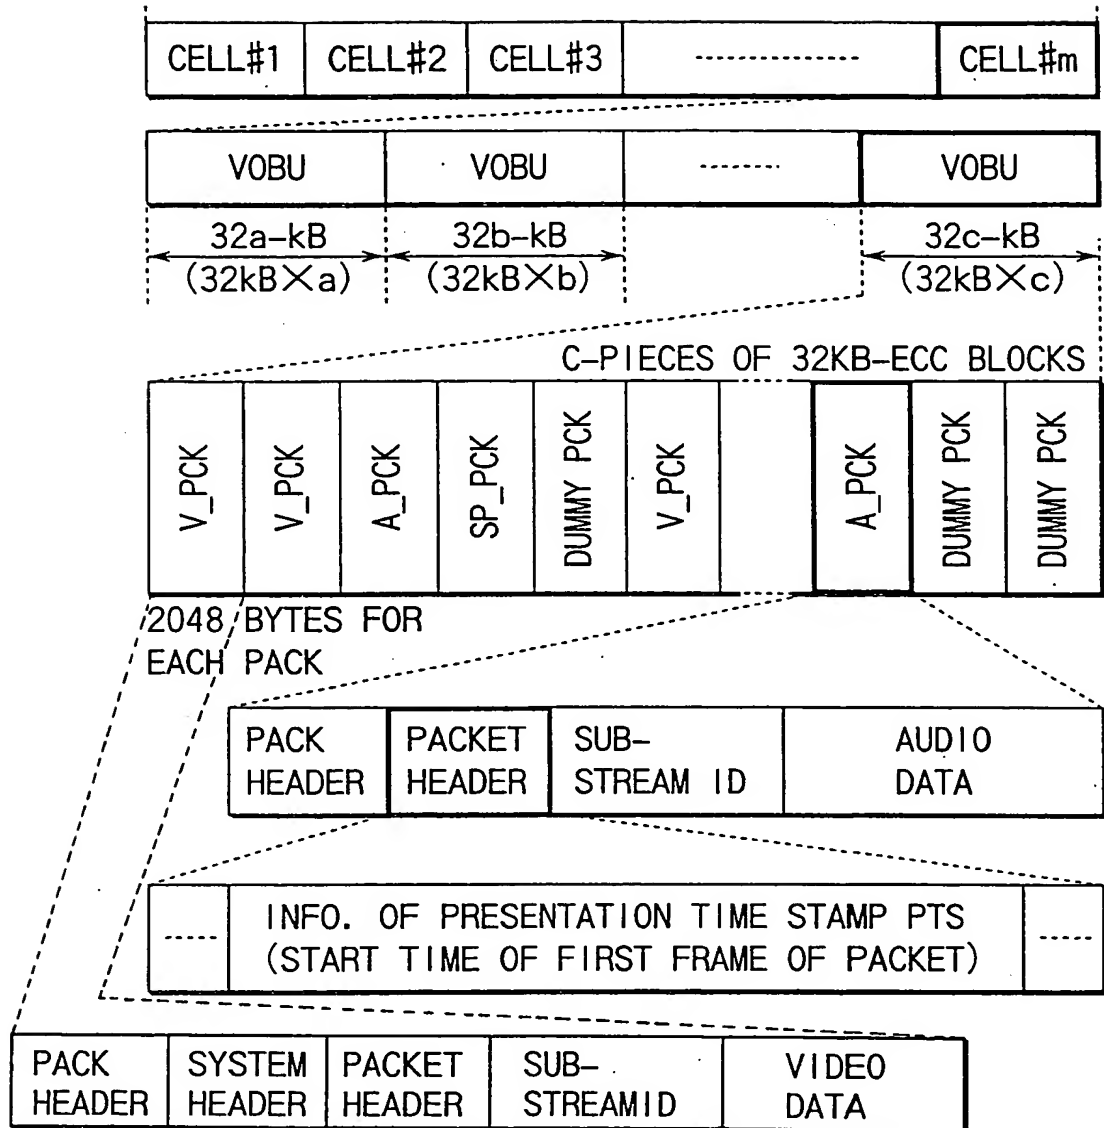 CELL#1 CELL#2 CELL#3 CELL#m
VOBU VOBU VOBU
32a-kB 32b-kB 32c-kB
(32kB×a) (32kB×b) (32kB×c)
C-PIECES OF 32KB-ECC BLOCKS
V_PCK
V_PCK
A_PCK
SP_PCK
DUMMY PCK
V_PCK
A_PCK
DUMMY PCK
DUMMY PCK
2048 BYTES FOR
EACH PACK
PACK PACKET SUB- AUDIO
HEADER HEADER STREAM ID DATA
INFO. OF PRESENTATION TIME STAMP PTS
(START TIME OF FIRST FRAME OF PACKET)
PACK SYSTEM PACKET SUB- VIDEO
HEADER HEADER HEADER STREAMID DATA